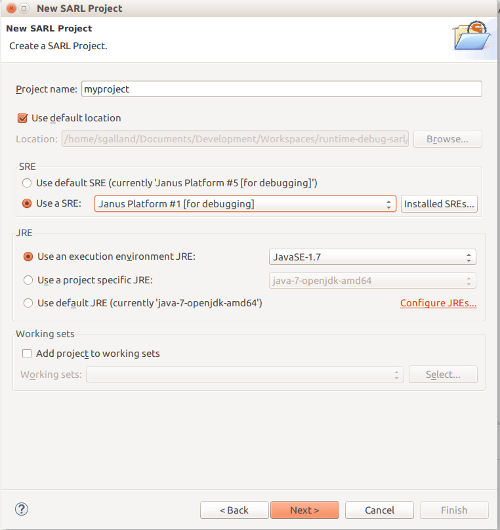 New SARL Project
New SARL Project
Create a SARL Project.
Project name: myproject
Use default location
Location: /home/sgalland/Documents/Development/Workspaces/runtime-debug-sarl/ Browse...
SRE
Use default SRE (currently 'Janus Platform #5 [for debugging]')
Use a SRE: Janus Platform #1 [for debugging] Installed SREs...
JRE
Use an execution environment JRE: JavaSE-1.7
Use a project specific JRE: java-7-openjdk-amd64
Use default JRE (currently 'java-7-openjdk-amd64') Configure JREs...
Working sets
Add project to working sets
Working sets: Select...
? < Back Next > Cancel Finish